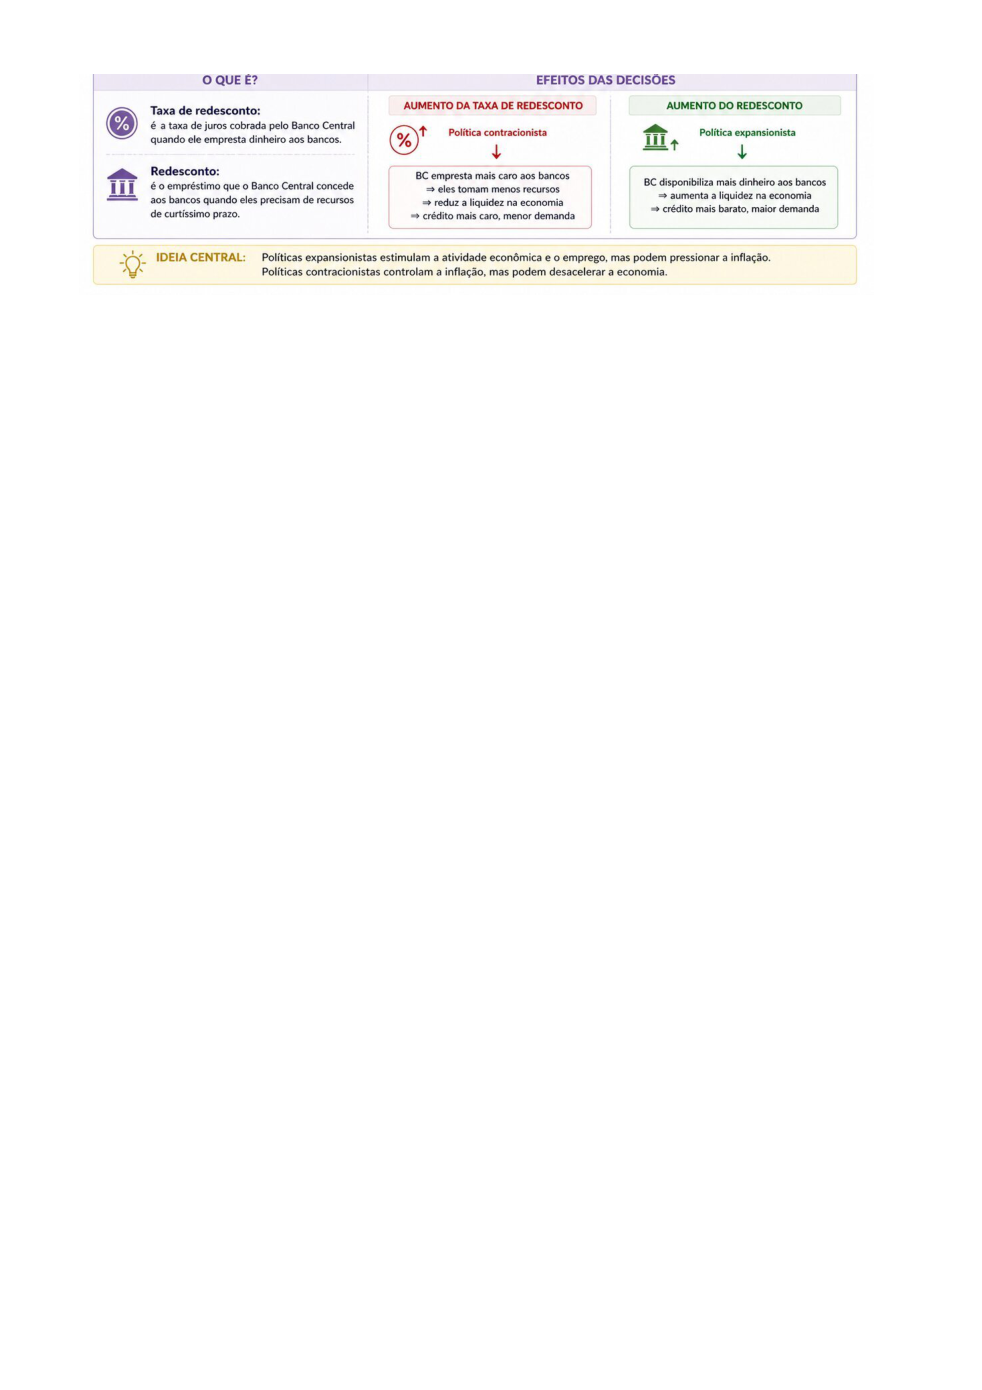 O QUE É?
EFEITOS DAS DECISÕES
%
Taxa de redesconto:
é a taxa de juros cobrada pelo Banco Central
quando ele empresta dinheiro aos bancos.
Redesconto:
é o empréstimo que o Banco Central concede
aos bancos quando eles precisam de recursos
de curtíssimo prazo.
AUMENTO DA TAXA DE REDESCONTO
% ↑
Política contracionista
↓
BC empresta mais caro aos bancos
⇒ eles tomam menos recursos
⇒ reduz a liquidez na economia
⇒ crédito mais caro, menor demanda
AUMENTO DO REDESCONTO
↑
Política expansionista
↓
BC disponibiliza mais dinheiro aos bancos
⇒ aumenta a liquidez na economia
⇒ crédito mais barato, maior demanda
IDEIA CENTRAL: Políticas expansionistas estimulam a atividade econômica e o emprego, mas podem pressionar a inflação.
Políticas contracionistas controlam a inflação, mas podem desacelerar a economia.